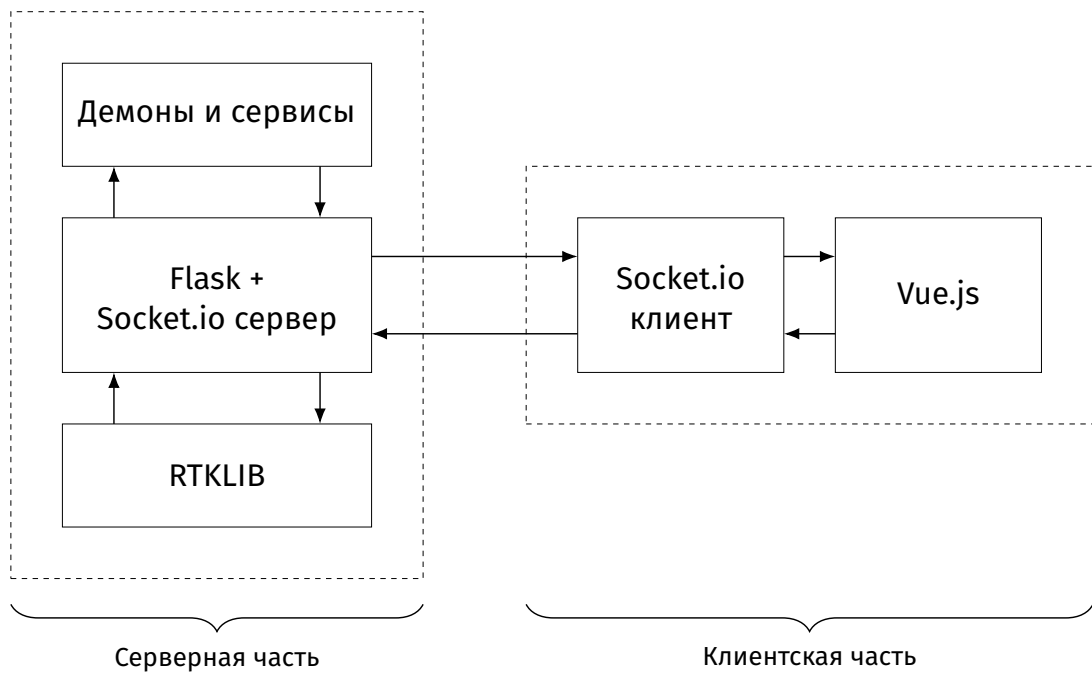 Демоны и сервисы
Flask +
Socket.io сервер
RTKLIB
Socket.io
клиент
Vue.js
Серверная часть
Клиентская часть